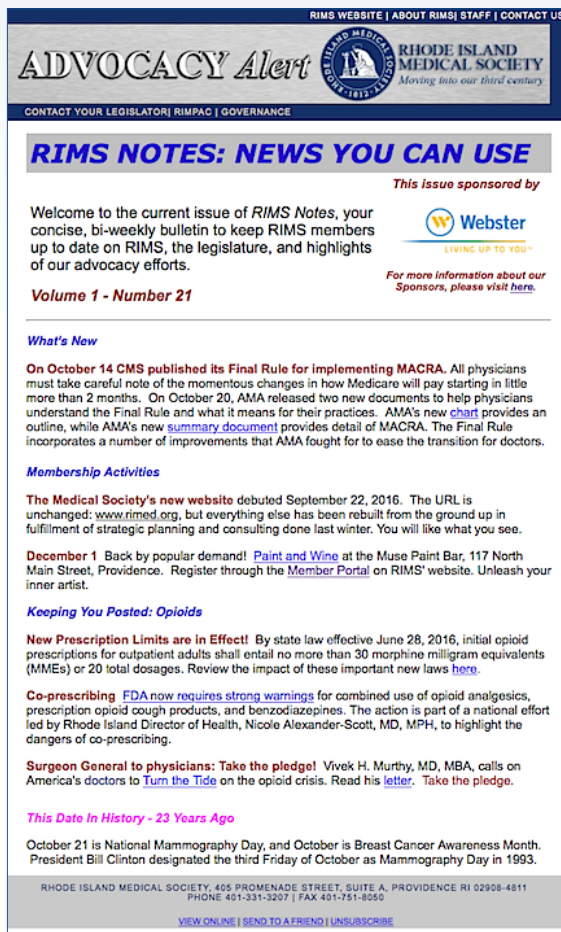 RIMS WEBSITE | ABOUT RIMS| STAFF | CONTACT US
ADVOCACY Alert
RHODE ISLAND MEDICAL SOCIETY
·1812·
RHODE ISLAND
MEDICAL SOCIETY
Moving into our third century
CONTACT YOUR LEGISLATOR| RIMPAC | GOVERNANCE
RIMS NOTES: NEWS YOU CAN USE
This issue sponsored by
Welcome to the current issue of RIMS Notes, your
concise, bi-weekly bulletin to keep RIMS members
up to date on RIMS, the legislature, and highlights
of our advocacy efforts.
Volume 1 - Number 21
W Webster
LIVING UP TO YOU
For more information about our
Sponsors, please visit here.
What's New
On October 14 CMS published its Final Rule for implementing MACRA. All physicians
must take careful note of the momentous changes in how Medicare will pay starting in little
more than 2 months. On October 20, AMA released two new documents to help physicians
understand the Final Rule and what it means for their practices. AMA's new chart provides an
outline, while AMA's new summary document provides detail of MACRA. The Final Rule
incorporates a number of improvements that AMA fought for to ease the transition for doctors.
Membership Activities
The Medical Society's new website debuted September 22, 2016. The URL is
unchanged: www.rimed.org, but everything else has been rebuilt from the ground up in
fulfillment of strategic planning and consulting done last winter. You will like what you see.
December 1 Back by popular demand! Paint and Wine at the Muse Paint Bar, 117 North
Main Street, Providence. Register through the Member Portal on RIMS' website. Unleash your
inner artist.
Keeping You Posted: Opioids
New Prescription Limits are in Effect! By state law effective June 28, 2016, initial opioid
prescriptions for outpatient adults shall entail no more than 30 morphine milligram equivalents
(MMEs) or 20 total dosages. Review the impact of these important new laws here.
Co-prescribing FDA now requires strong warnings for combined use of opioid analgesics,
prescription opioid cough products, and benzodiazepines. The action is part of a national effort
led by Rhode Island Director of Health, Nicole Alexander-Scott, MD, MPH, to highlight the
dangers of co-prescribing.
Surgeon General to physicians: Take the pledge! Vivek H. Murthy, MD, MBA, calls on
America's doctors to Turn the Tide on the opioid crisis. Read his letter. Take the pledge.
This Date In History - 23 Years Ago
October 21 is National Mammography Day, and October is Breast Cancer Awareness Month.
President Bill Clinton designated the third Friday of October as Mammography Day in 1993.
RHODE ISLAND MEDICAL SOCIETY, 405 PROMENADE STREET, SUITE A, PROVIDENCE RI 02908-4811
PHONE 401-331-3207 | FAX 401-751-8050
VIEW ONLINE | SEND TO A FRIEND | UNSUBSCRIBE